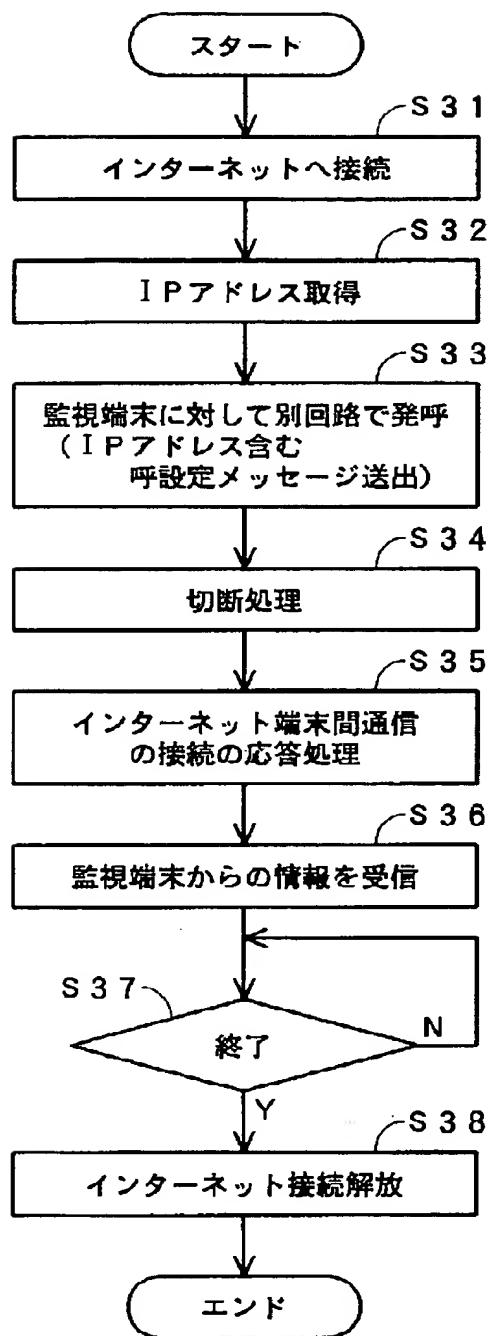 スタート
S31
インターネットへ接続
S32
IPアドレス取得
S33
監視端末に対して別回路で発呼
(IPアドレス含む
呼設定メッセージ送出)
S34
切断処理
S35
インターネット端末間通信
の接続の応答処理
S36
監視端末からの情報を受信
S37
終了
N
Y
S38
インターネット接続解放
エンド